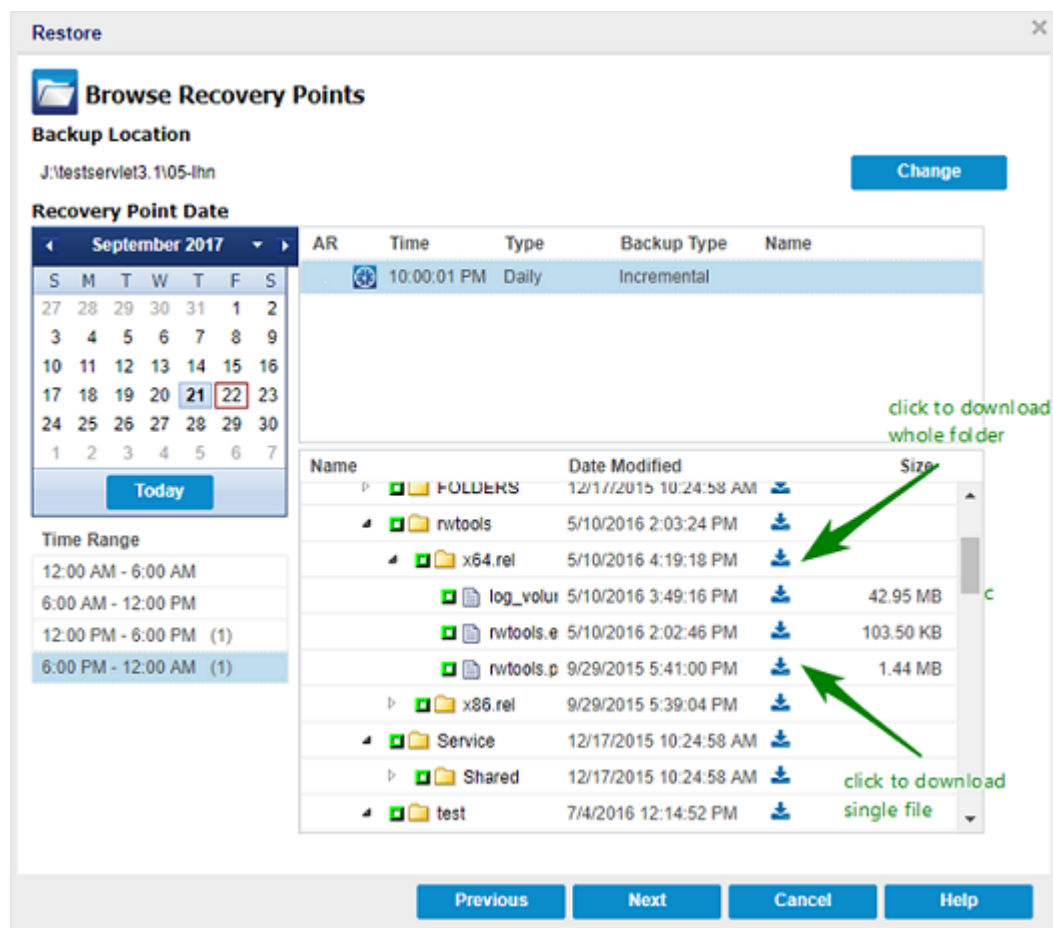 Restore
Browse Recovery Points
Backup Location
J:\testservlet3.1\05-lhn
Change
Recovery Point Date
September 2017
S M T W T F S
27 28 29 30 31 1 2
3 4 5 6 7 8 9
10 11 12 13 14 15 16
17 18 19 20 21 22 23
24 25 26 27 28 29 30
1 2 3 4 5 6 7
Today
Time Range
12:00 AM - 6:00 AM
6:00 AM - 12:00 PM
12:00 PM - 6:00 PM (1)
6:00 PM - 12:00 AM (1)
AR Time Type Backup Type Name
10:00:01 PM Daily Incremental
click to download
whole folder
Name Date Modified Size
FOLDERS 12/17/2015 10:24:58 AM
rwtools 5/10/2016 2:03:24 PM
x64.rel 5/10/2016 4:19:18 PM
log_volu 5/10/2016 3:49:16 PM 42.95 MB c
rwtools.e 5/10/2016 2:02:46 PM 103.50 KB
rwtools.p 9/29/2015 5:41:00 PM 1.44 MB
x86.rel 9/29/2015 5:39:04 PM
Service 12/17/2015 10:24:58 AM
Shared 12/17/2015 10:24:58 AM
test 7/4/2016 12:14:52 PM
click to download
single file
Previous Next Cancel Help